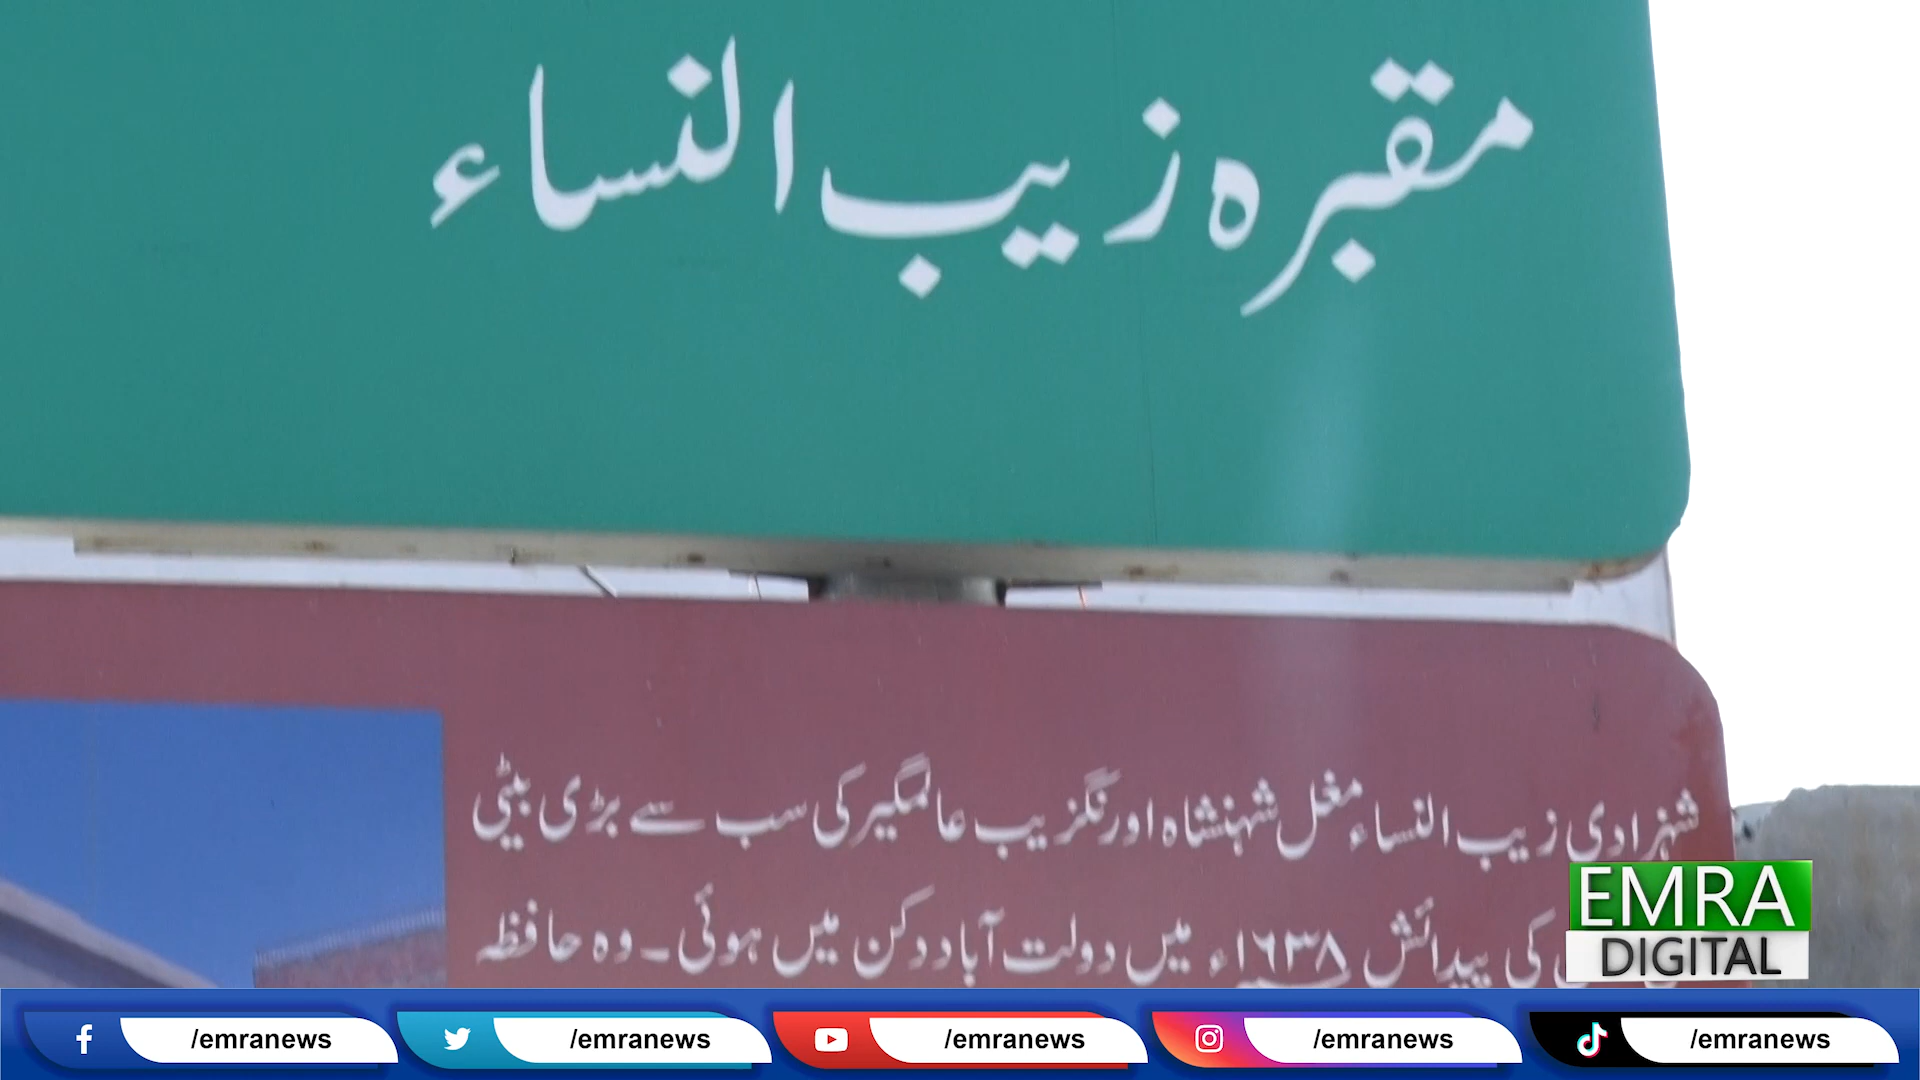 مقبرہ زیب النساء
شہزادی زیب النساء مغل شہنشاہ اورنگزیب عالمگیر کی سب سے بڑی بیٹی
کی پیدائش ۱۶۳۸ء میں دولت آباد دکن میں ہوئی۔ وہ حافظہ
EMRA
DIGITAL
/emranews
/emranews
/emranews
/emranews
/emranews